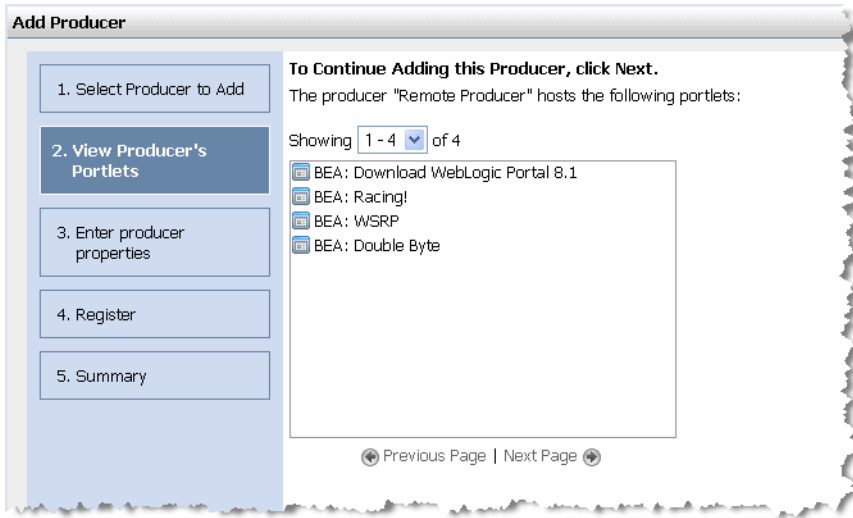 Add Producer
1. Select Producer to Add
2. View Producer's
Portlets
3. Enter producer
properties
4. Register
5. Summary
To Continue Adding this Producer, click Next.
The producer "Remote Producer" hosts the following portlets:
Showing 1 - 4 of 4
BEA: Download WebLogic Portal 8.1
BEA: Racing!
BEA: WSRP
BEA: Double Byte
Previous Page | Next Page